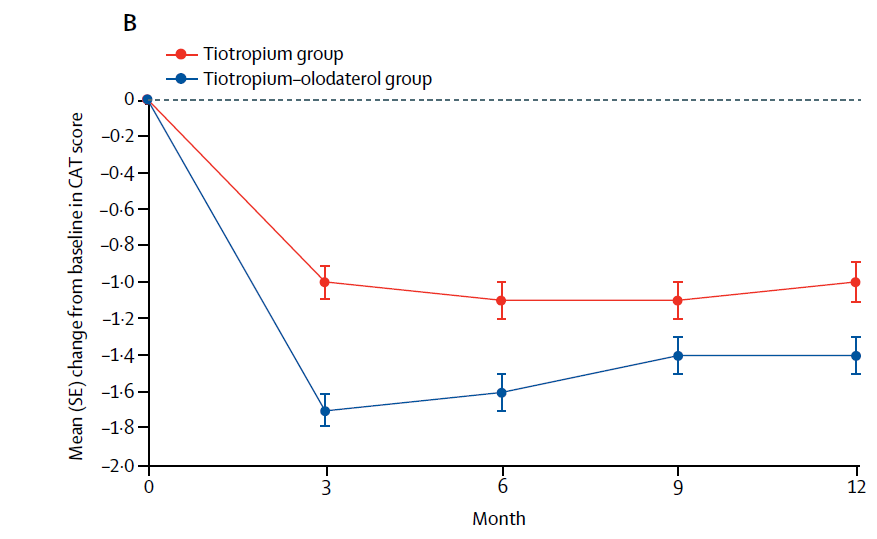 B
Tiotropium group
Tiotropium–olodaterol group
Mean (SE) change from baseline in CAT score
0
–0·2
–0·4
–0·6
–0·8
–1·0
–1·2
–1·4
–1·6
–1·8
–2·0
0 3 6 9 12
Month